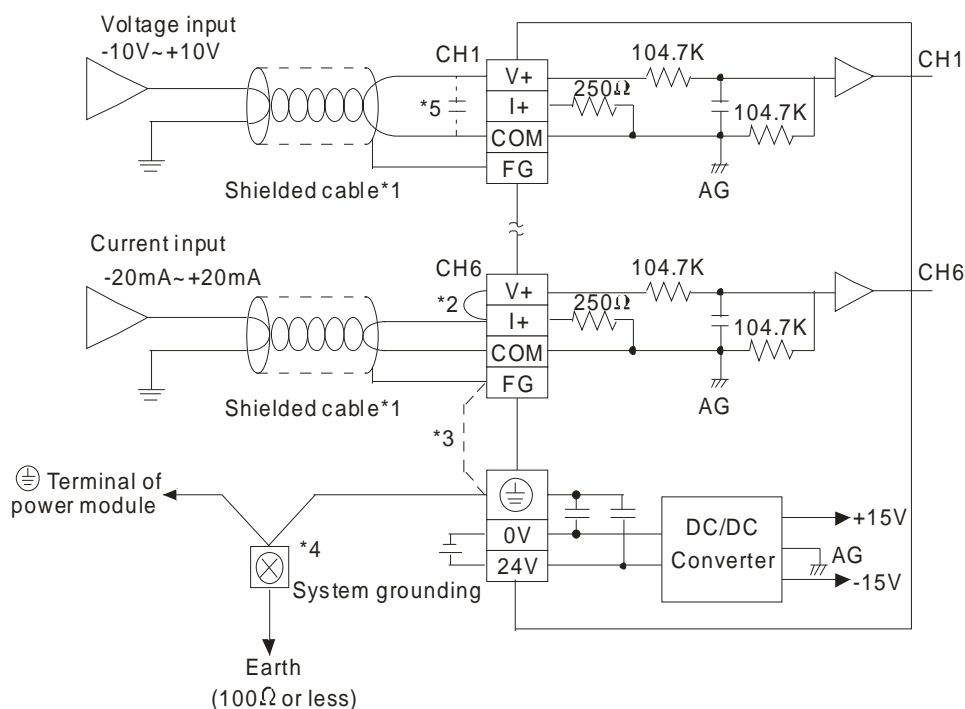 Voltage input
-10V~+10V
CH1
*5
V+
I+
COM
FG
250Ω
104.7K
104.7K
CH1
AG
Shielded cable*1
Current input
-20mA~+20mA
CH6
*2
V+
I+
COM
FG
250Ω
104.7K
104.7K
CH6
AG
Shielded cable*1
*3
Terminal of
power module
*4
System grounding
0V
24V
DC/DC
Converter
+15V
AG
-15V
Earth
(100Ω or less)